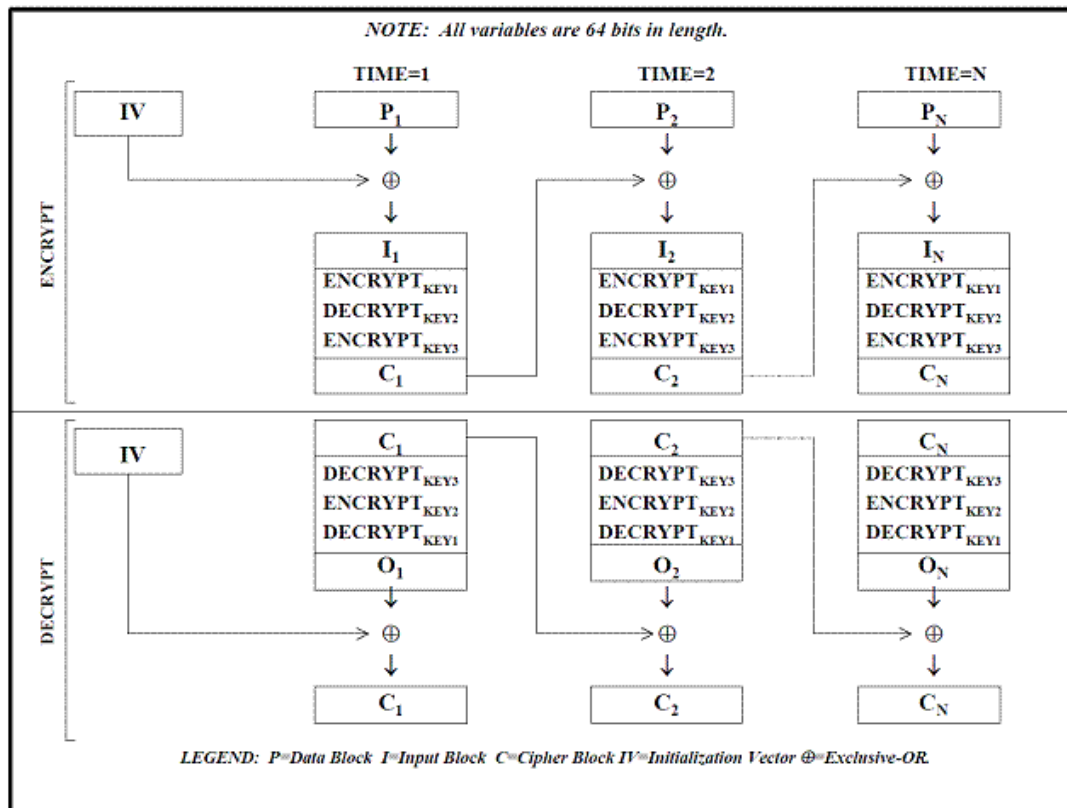 NOTE: All variables are 64 bits in length.
TIME=1 TIME=2 TIME=N
IV P1 P2 PN
⊕ ⊕ ⊕
ENCRYPT
I1 I2 IN
ENCRYPTKEY1 ENCRYPTKEY1 ENCRYPTKEY1
DECRYPTKEY2 DECRYPTKEY2 DECRYPTKEY2
ENCRYPTKEY3 ENCRYPTKEY3 ENCRYPTKEY3
C1 C2 CN
IV C1 C2 CN
DECRYPTKEY3 DECRYPTKEY3 DECRYPTKEY3
ENCRYPTKEY2 ENCRYPTKEY2 ENCRYPTKEY2
DECRYPTKEY1 DECRYPTKEY1 DECRYPTKEY1
O1 O2 ON
DECRYPT
⊕ ⊕ ⊕
C1 C2 CN
LEGEND: P=Data Block I=Input Block C=Cipher Block IV=Initialization Vector ⊕=Exclusive-OR.